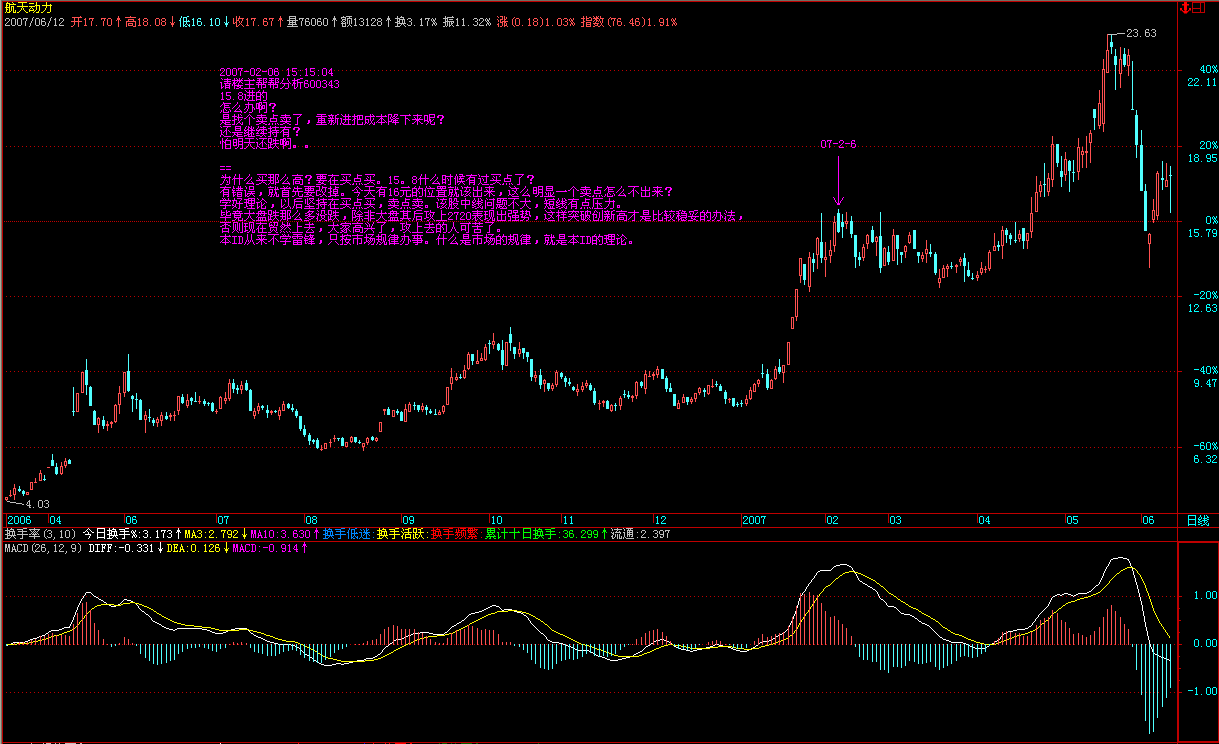 航天动力
2007/06/12 开17.70↑高18.08↓低16.10↓收17.67↑量76060↑额13128↑换3.17% 振11.32% 涨(0.18)1.03% 指数(76.46)1.91%
23.63
2007-02-06 15:15:04
请楼主帮帮分析600343
15.8进的
怎么办啊?
是找个卖点卖了，重新进把成本降下来呢?
还是继续持有?
怕明天还跌啊。。
==
为什么买那么高?要在买点买。15。8什么时候有过买点了?
有错误，就首先要改掉。今天有16元的位置就该出来，这么明显一个卖点怎么不出来?
学好理论，以后坚持在买点买，卖点卖。该股中线问题不大，短线有点压力。
毕竟大盘跌那么多没跌，除非大盘其后攻上2720表现出强势，这样突破创新高才是比较稳妥的办法，
否则现在贸然上去，大家高兴了，攻上去的人可苦了。
本ID从来不学雷锋，只按市场规律办事。什么是市场的规律，就是本ID的理论。
07-2-6
40%
22.11
20%
18.95
0%
15.79
-20%
12.63
-40%
9.47
-60%
6.32
4.03
2006 04 06 07 08 09 10 11 12 2007 02 03 04 05 06 日线
换手率(3,10) 今日换手%:3.173↑MA3:2.792↓MA10:3.630↑换手低迷:换手活跃:换手频繁:累计十日换手:36.299↑流通:2.397
MACD(26,12,9) DIFF:-0.331↓DEA:0.126↓MACD:-0.914↑
1.00
0.00
-1.00